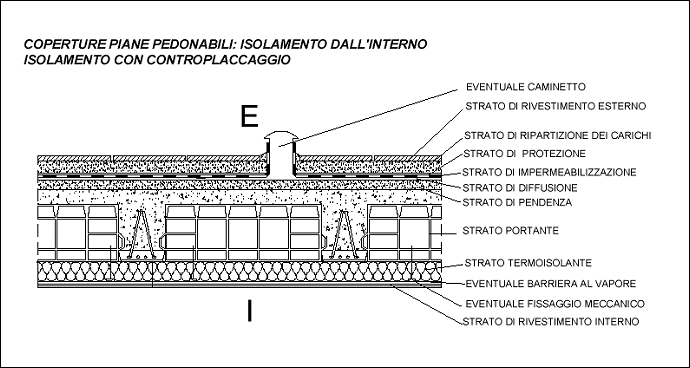 COPERTURE PIANE PEDONABILI: ISOLAMENTO DALL'INTERNO
ISOLAMENTO CON CONTROPLACCAGGIO
E
EVENTUALE CAMINETTO
STRATO DI RIVESTIMENTO ESTERNO
STRATO DI RIPARTIZIONE DEI CARICHI
STRATO DI PROTEZIONE
STRATO DI IMPERMEABILIZZAZIONE
STRATO DI DIFFUSIONE
STRATO DI PENDENZA
STRATO PORTANTE
STRATO TERMOISOLANTE
EVENTUALE BARRIERA AL VAPORE
EVENTUALE FISSAGGIO MECCANICO
STRATO DI RIVESTIMENTO INTERNO
I